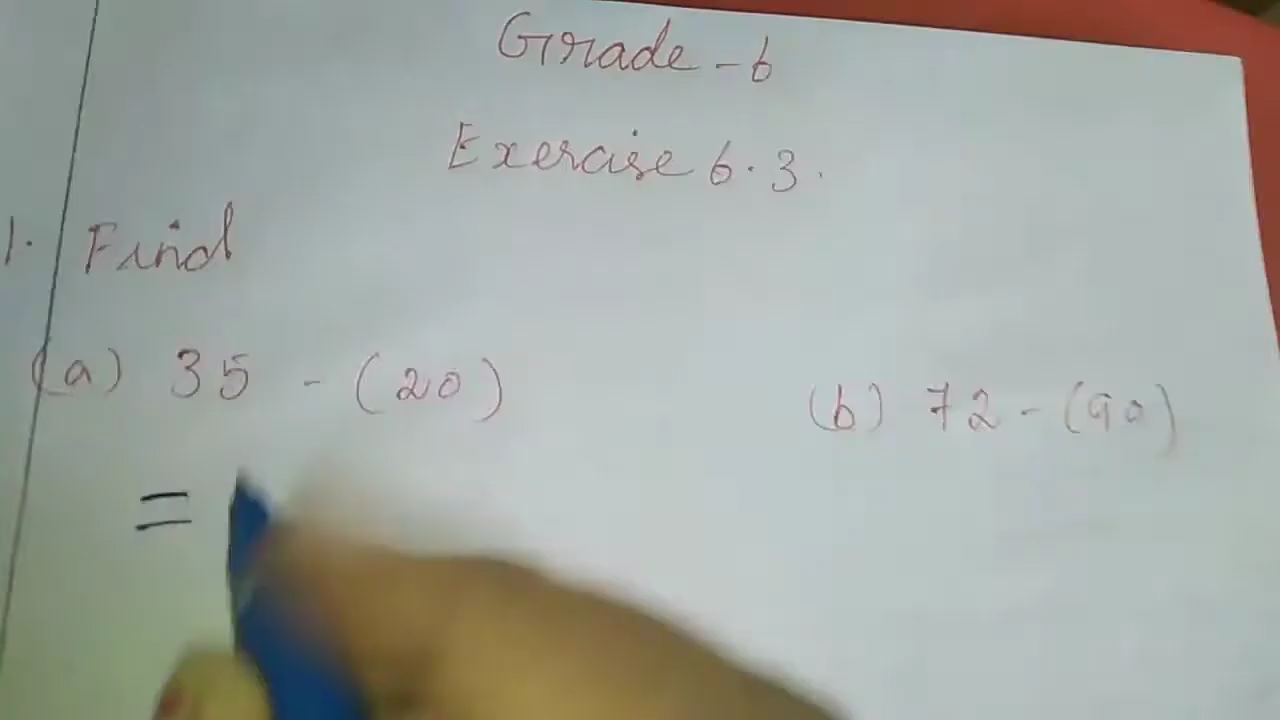 Grade - 6
Exercise 6.3.
1. Find
(a) 35 - (20) (b) 72 - (90)
=